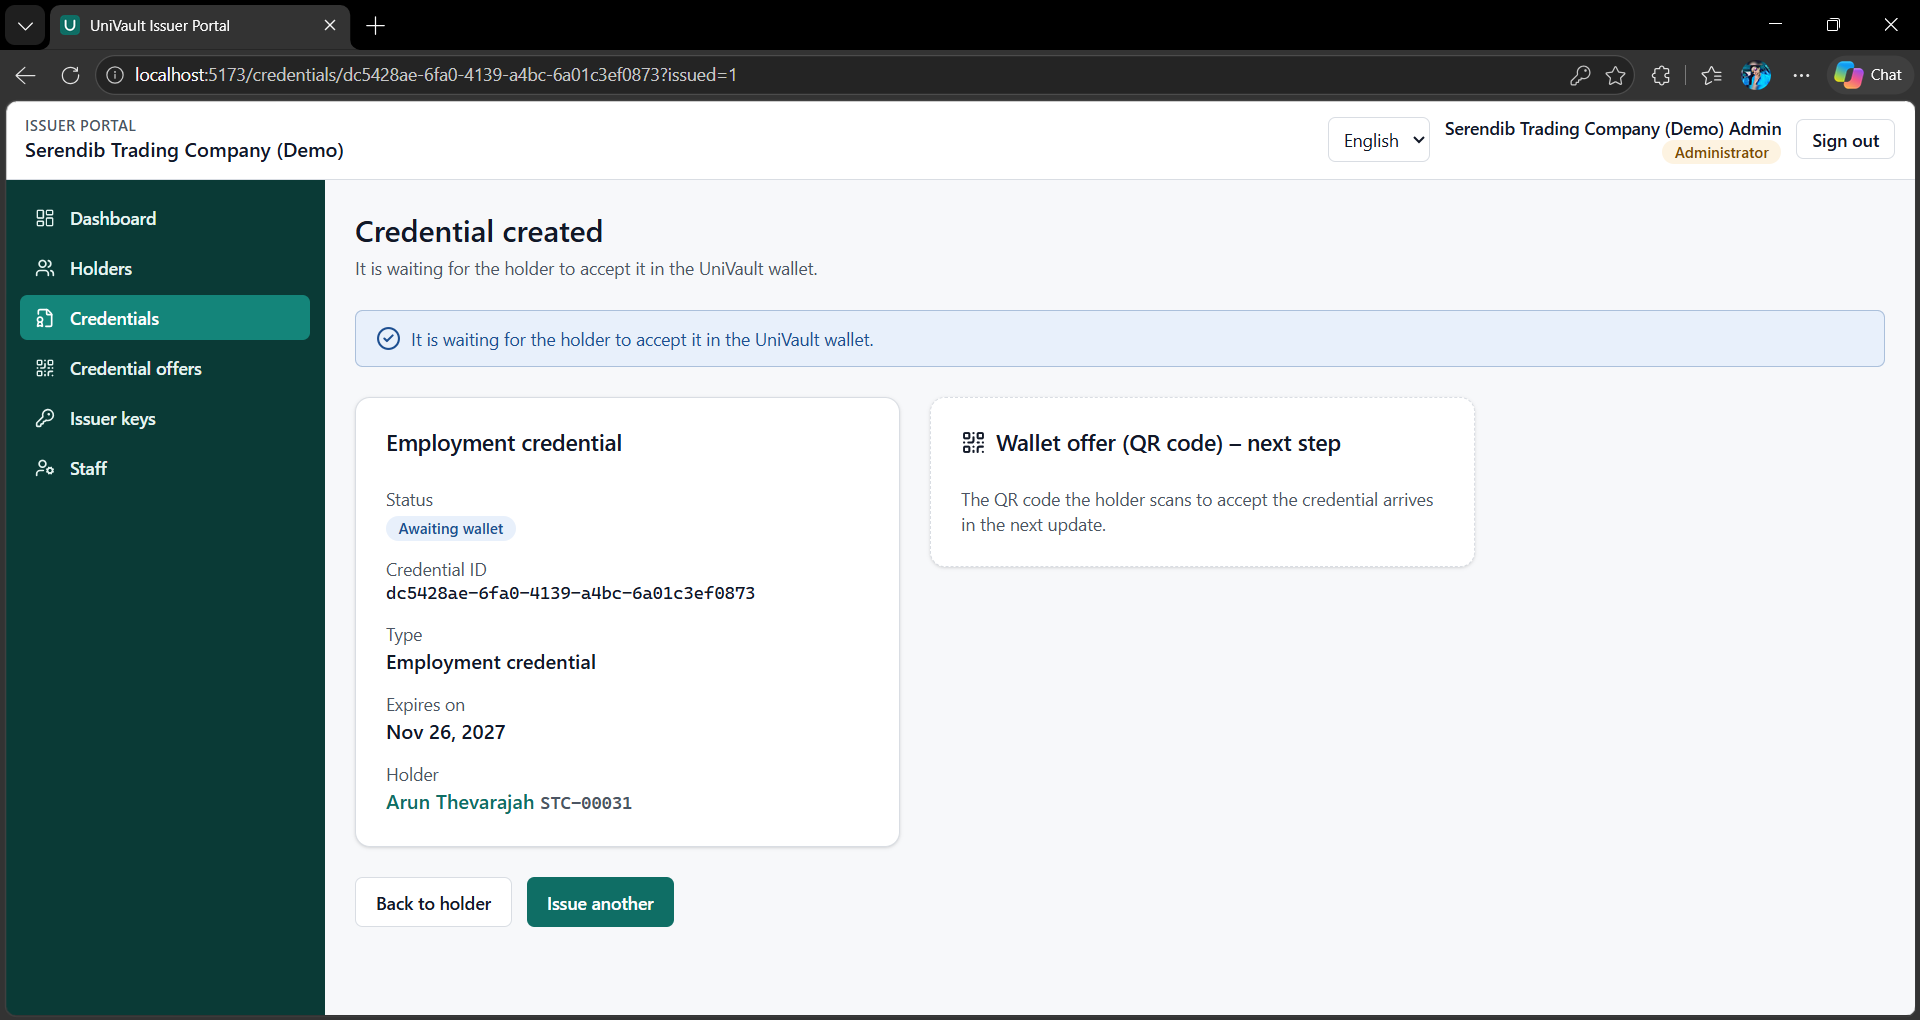 UniVault Issuer Portal
localhost:5173/credentials/dc5428ae-6fa0-4139-a4bc-6a01c3ef0873?issued=1
Chat
ISSUER PORTAL
Serendib Trading Company (Demo)
English
Serendib Trading Company (Demo) Admin
Administrator
Sign out
Dashboard
Holders
Credentials
Credential offers
Issuer keys
Staff
Credential created
It is waiting for the holder to accept it in the UniVault wallet.
It is waiting for the holder to accept it in the UniVault wallet.
Employment credential
Status
Awaiting wallet
Credential ID
dc5428ae-6fa0-4139-a4bc-6a01c3ef0873
Type
Employment credential
Expires on
Nov 26, 2027
Holder
Arun Thevarajah STC-00031
Wallet offer (QR code) – next step
The QR code the holder scans to accept the credential arrives
in the next update.
Back to holder
Issue another